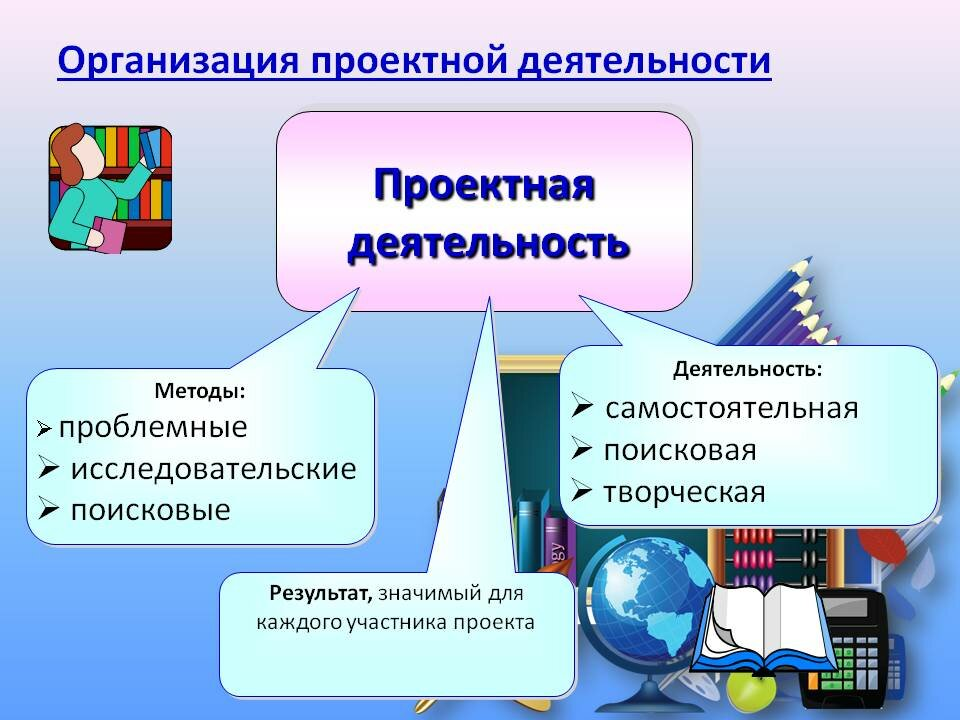 Организация проектной деятельности
Проектная
деятельность
Методы:
проблемные
исследовательские
поисковые
Деятельность:
самостоятельная
поисковая
творческая
Результат, значимый для
каждого участника проекта